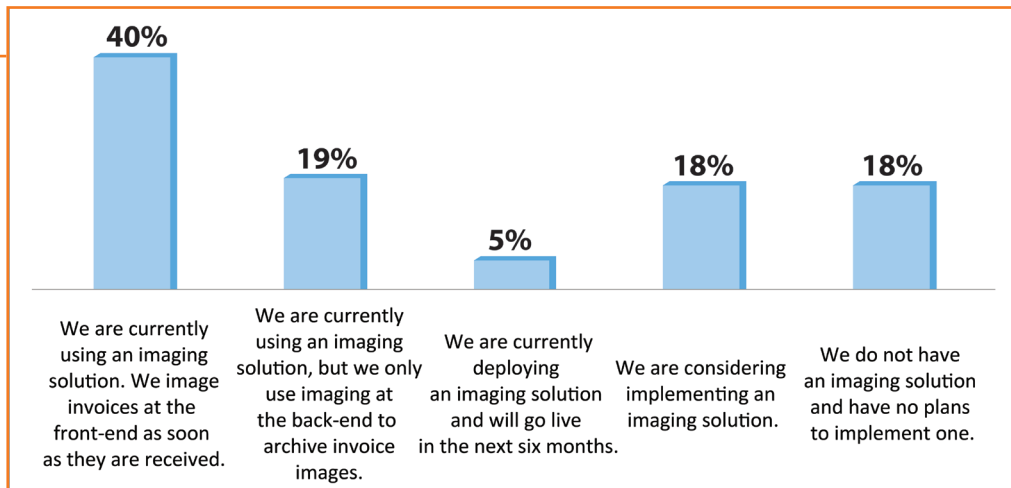 40%
19%
5%
18%
18%
We are currently
using an imaging
solution. We image
invoices at the
front-end as soon
as they are received.
We are currently
using an imaging
solution, but we only
use imaging at
the back-end to
archive invoice
images.
We are currently
deploying
an imaging solution
and will go live
in the next six months.
We are considering
implementing an
imaging solution.
We do not have
an imaging solution
and have no plans
to implement one.